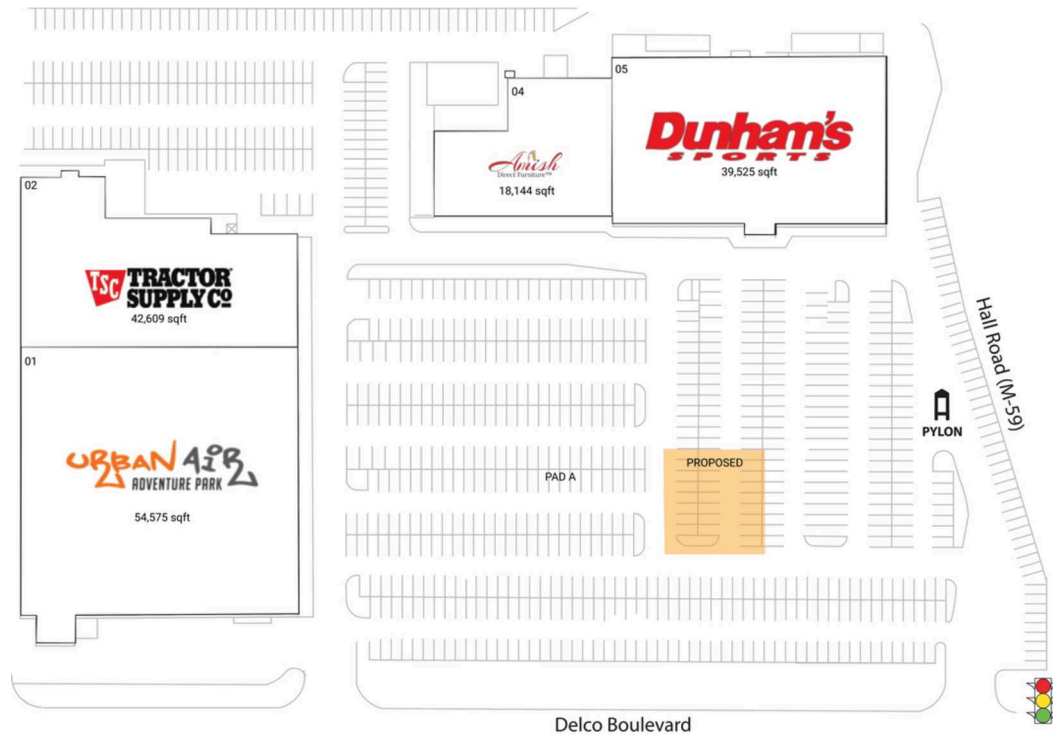 05
04
Dunham's
SPORTS
39,525 sqft
Amish
Direct Furniture™
18,144 sqft
02
TSC TRACTOR
SUPPLY CO
42,609 sqft
01
URBAN AIR
ADVENTURE PARK
54,575 sqft
Hall Road (M-59)
PYLON
PROPOSED
PAD A
Delco Boulevard